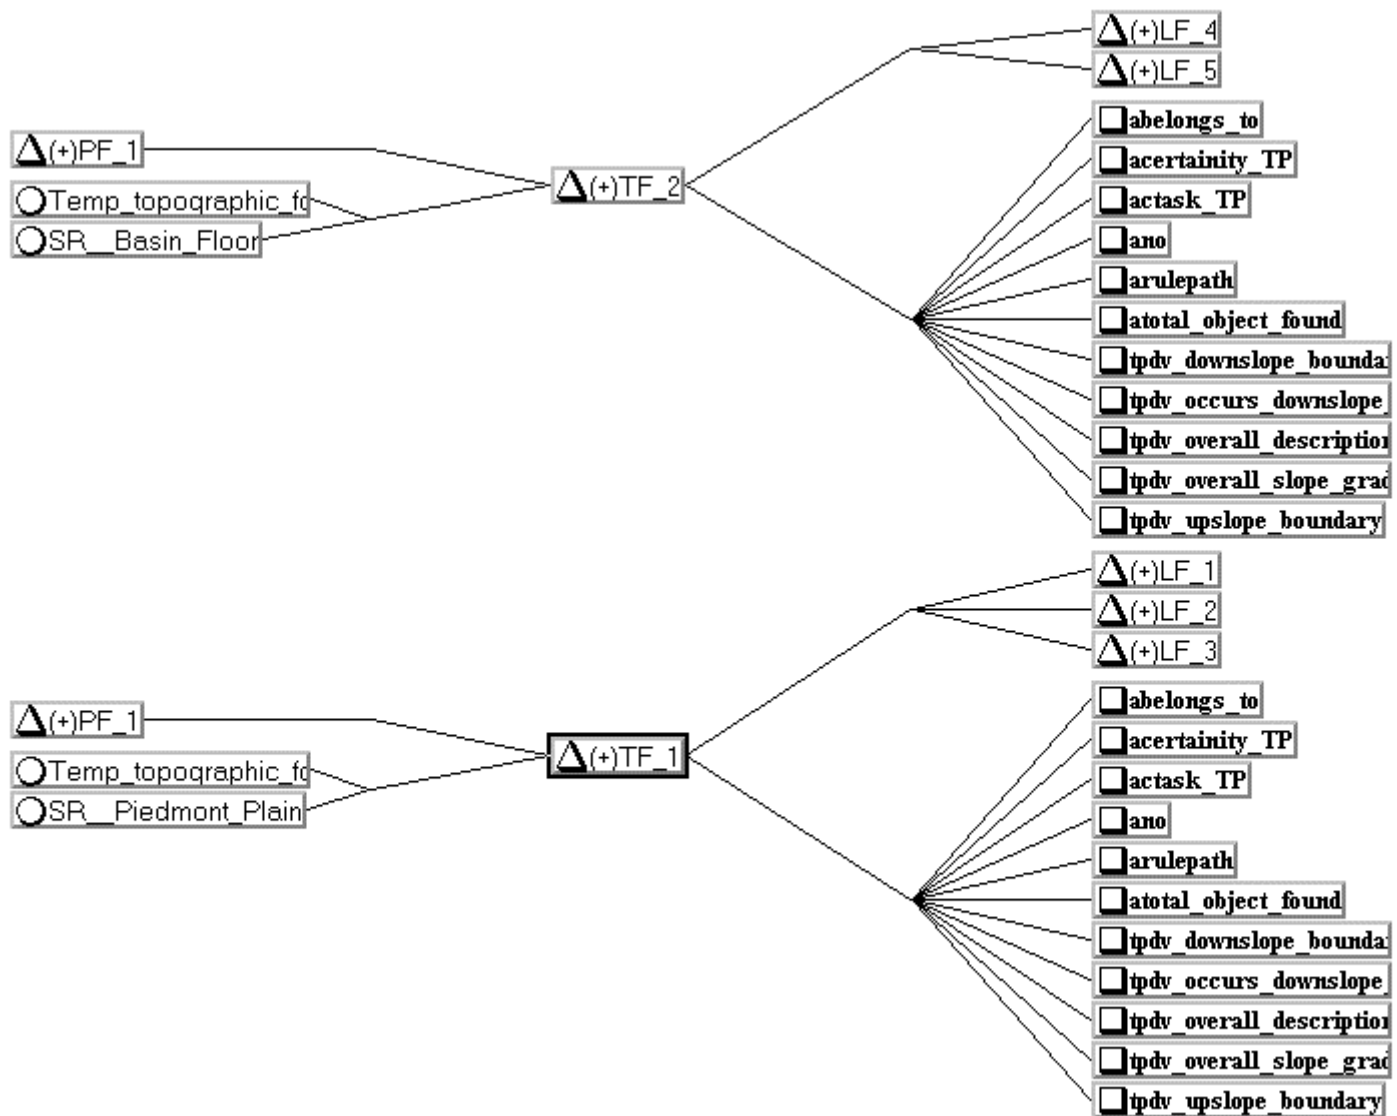 (+)LF_4
(+)LF_5
abelongs_to
(+)PF_1
acertainity_TP
(+)TF_2
Temp_topographic_fo
actask_TP
SR__Basin_Floor
ano
arulepath
atotal_object_found
tpdv_downslope_bounda
tpdv_occurs_downslope_
tpdv_overall_description
tpdv_overall_slope_grad
tpdv_upslope_boundary
(+)LF_1
(+)LF_2
(+)LF_3
abelongs_to
(+)PF_1
acertainity_TP
(+)TF_1
Temp_topographic_fo
actask_TP
SR__Piedmont_Plain
ano
arulepath
atotal_object_found
tpdv_downslope_bounda
tpdv_occurs_downslope_
tpdv_overall_description
tpdv_overall_slope_grad
tpdv_upslope_boundary